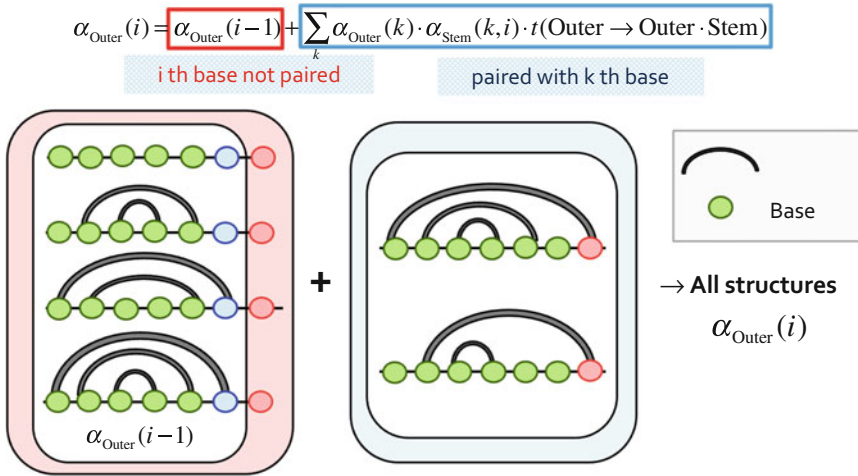 α_Outer(i) = α_Outer(i−1) + ∑_k α_Outer(k)·α_Stem(k,i)·t(Outer → Outer·Stem)
i th base not paired
paired with k th base
Base
+
→ All structures
α_Outer(i)
α_Outer(i−1)